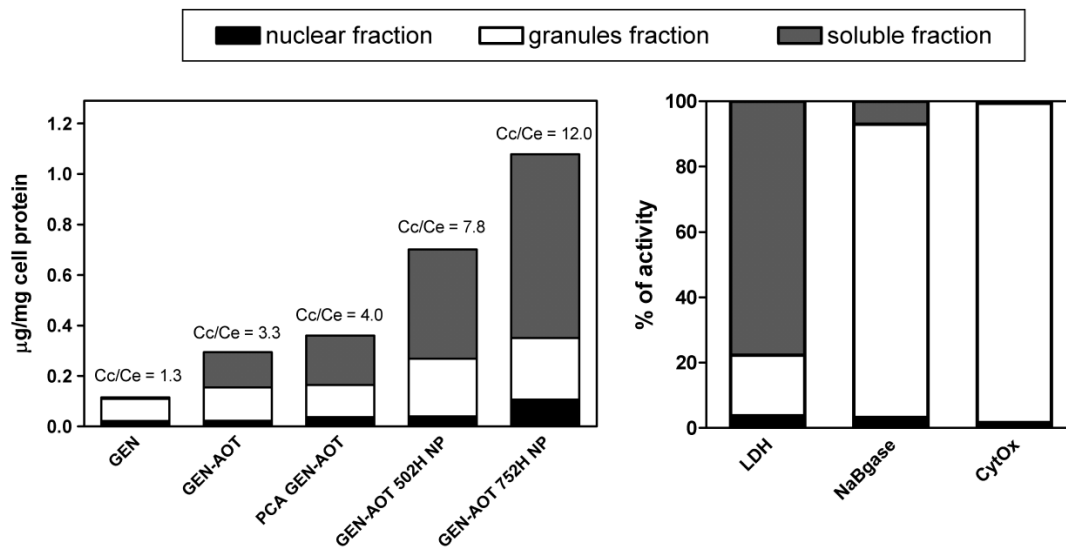 nuclear fraction granules fraction soluble fraction
μg/mg cell protein
1.2
1.0
0.8
0.6
0.4
0.2
0.0
Cc/Ce = 1.3
Cc/Ce = 3.3
Cc/Ce = 4.0
Cc/Ce = 7.8
Cc/Ce = 12.0
GEN
GEN-AOT
PCA GEN-AOT
GEN-AOT 502H NP
GEN-AOT 752H NP
% of activity
100
80
60
40
20
0
LDH
NaBgase
CytOx